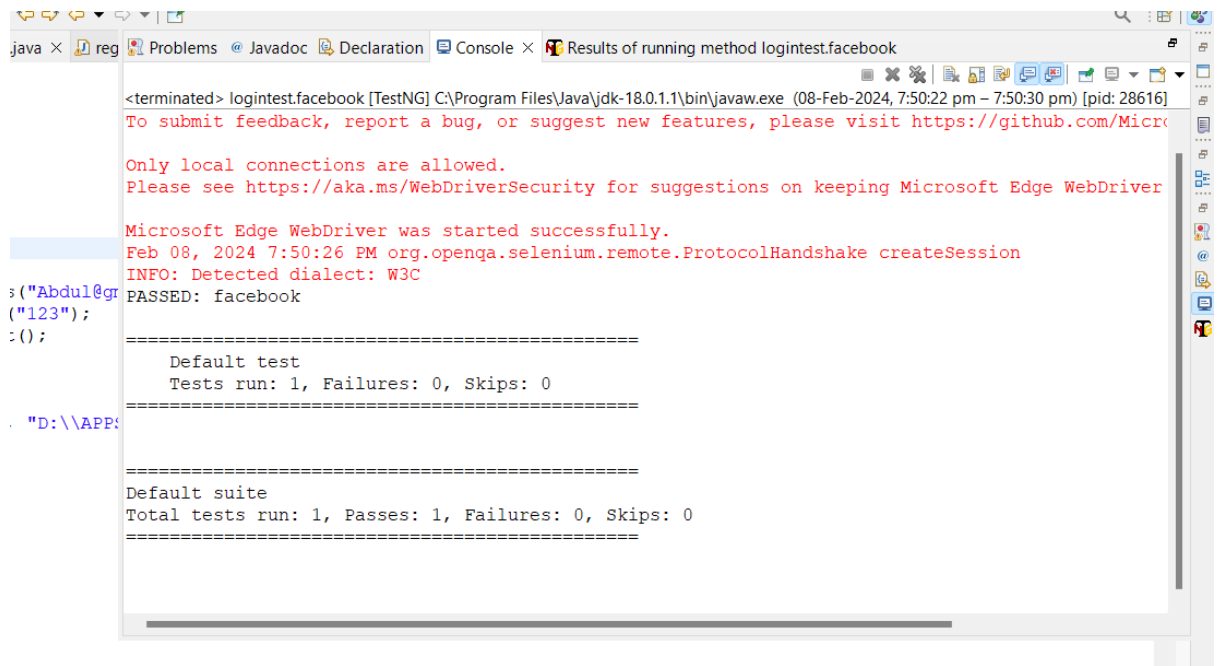 .java × reg Problems @ Javadoc Declaration Console × Results of running method logintest.facebook
<terminated> logintest.facebook [TestNG] C:\Program Files\Java\jdk-18.0.1.1\bin\javaw.exe (08-Feb-2024, 7:50:22 pm – 7:50:30 pm) [pid: 28616]
To submit feedback, report a bug, or suggest new features, please visit https://github.com/Micro
Only local connections are allowed.
Please see https://aka.ms/WebDriverSecurity for suggestions on keeping Microsoft Edge WebDriver
Microsoft Edge WebDriver was started successfully.
Feb 08, 2024 7:50:26 PM org.openqa.selenium.remote.ProtocolHandshake createSession
INFO: Detected dialect: W3C
s("Abdul@gm
PASSED: facebook
("123");
t();
===============================================
Default test
Tests run: 1, Failures: 0, Skips: 0
===============================================
"D:\\APPS
===============================================
Default suite
Total tests run: 1, Passes: 1, Failures: 0, Skips: 0
===============================================